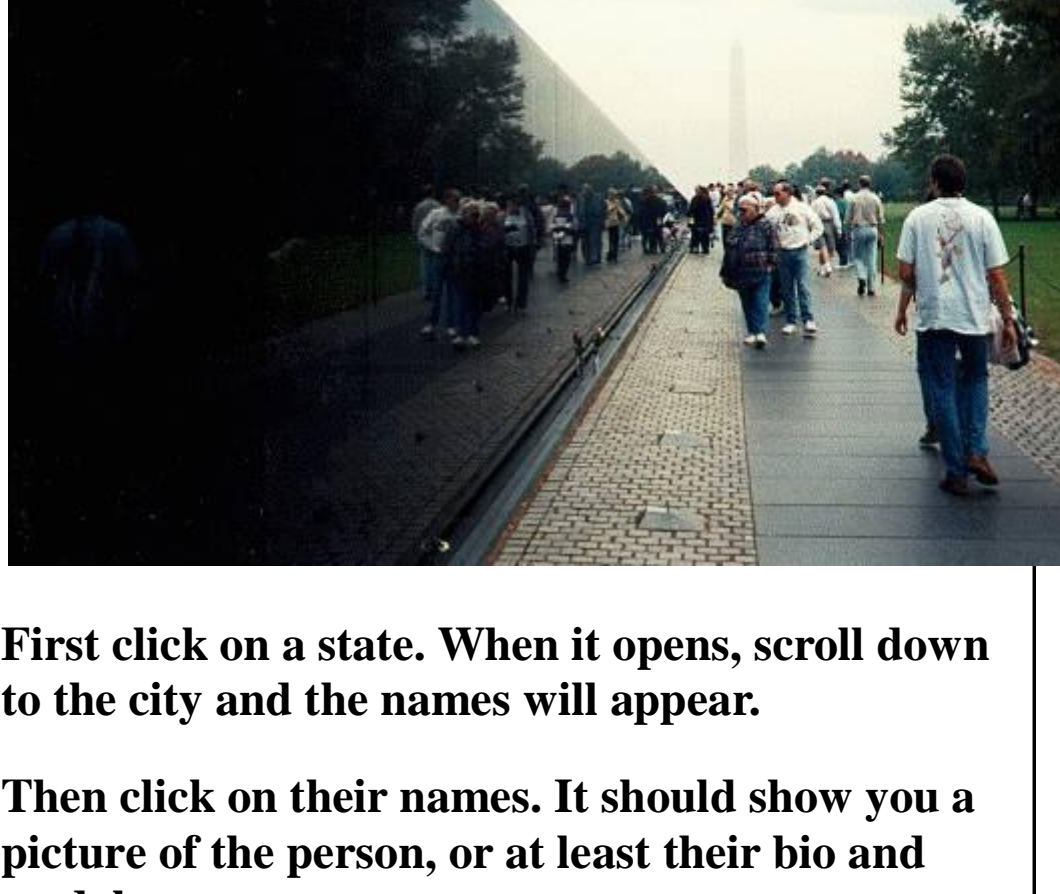 First click on a state. When it opens, scroll down
to the city and the names will appear.
Then click on their names. It should show you a
picture of the person, or at least their bio and